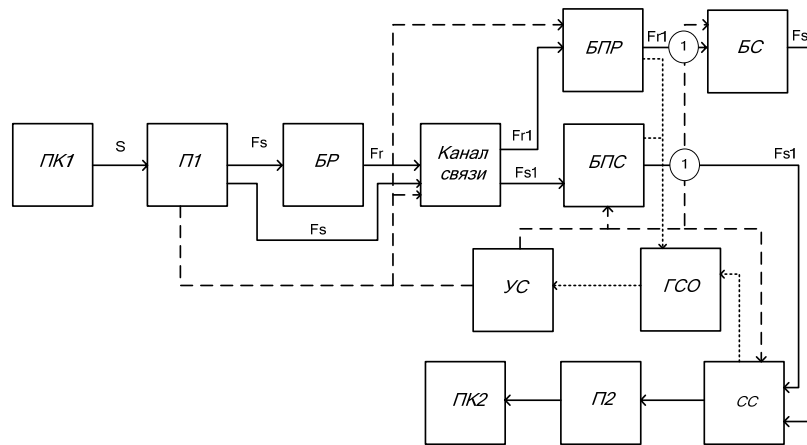 БПР
Fr1
1
БС
Fs
ПК1
S
П1
Fs
БР
Fr
Канал
связи
Fr1
Fs1
БПС
1
Fs1
Fs
УС
ГСО
ПК2
П2
СС